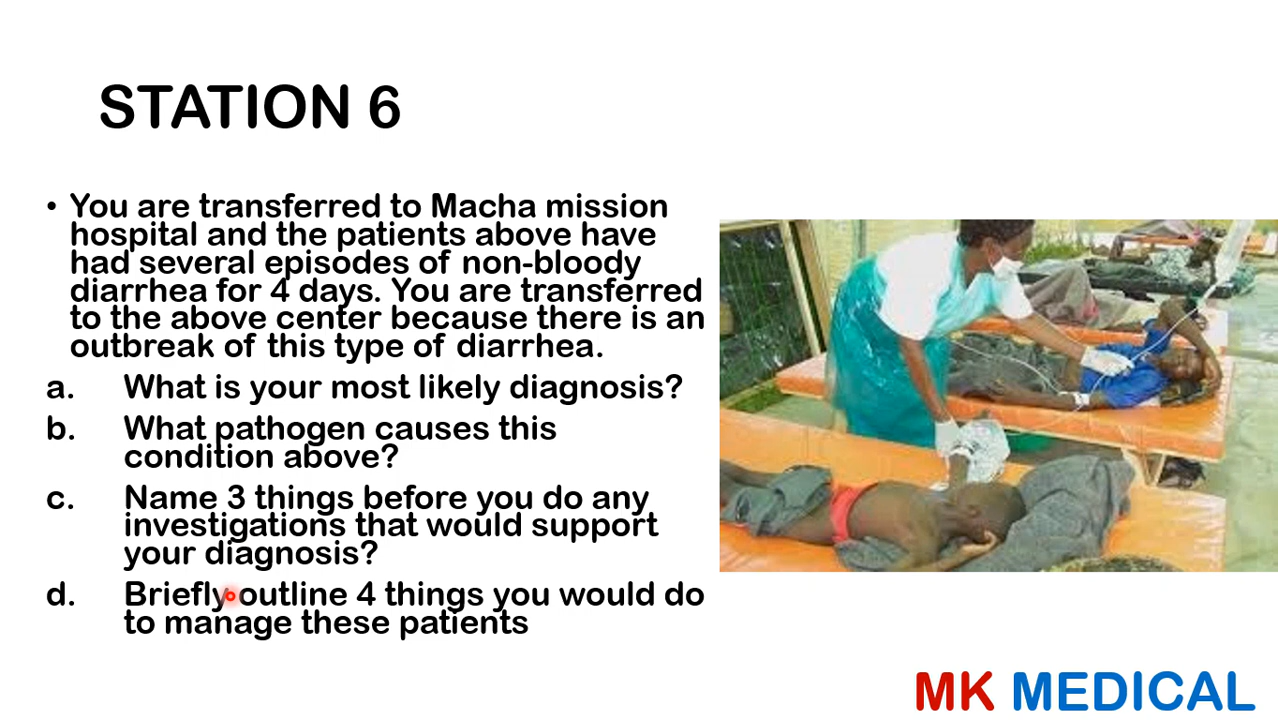 STATION 6
• You are transferred to Macha mission
hospital and the patients above have
had several episodes of non-bloody
diarrhea for 4 days. You are transferred
to the above center because there is an
outbreak of this type of diarrhea.
a. What is your most likely diagnosis?
b. What pathogen causes this
condition above?
c. Name 3 things before you do any
investigations that would support
your diagnosis?
d. Briefly outline 4 things you would do
to manage these patients
MK MEDICAL